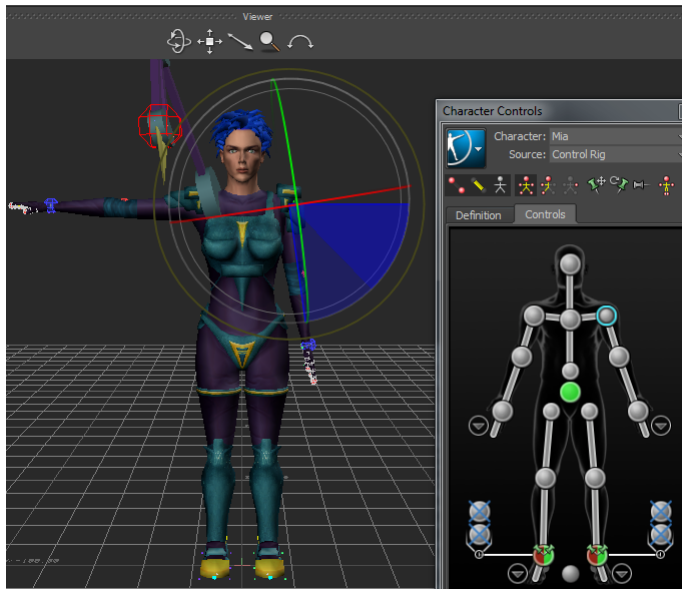 Viewer
Character Controls
Character: Mia
Source: Control Rig
Definition
Controls